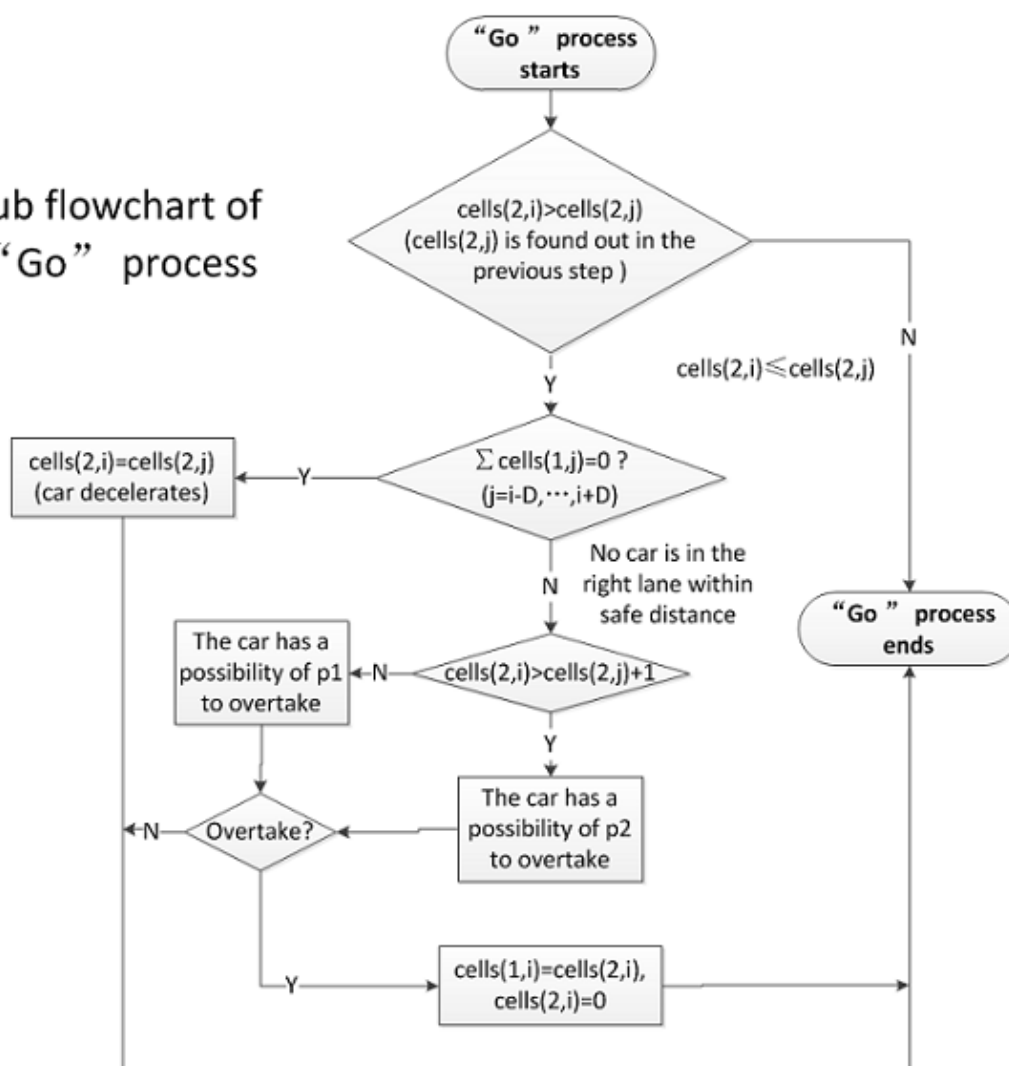 “Go ” process
starts
ub flowchart of
“Go” process
cells(2,i)>cells(2,j)
(cells(2,j) is found out in the
previous step )
N
cells(2,i)≦cells(2,j)
Y
cells(2,i)=cells(2,j)
(car decelerates)
Y
∑cells(1,j)=0 ?
(j=i-D,⋯,i+D)
N
No car is in the
right lane within
safe distance
“Go ” process
ends
The car has a
possibility of p1
to overtake
N
cells(2,i)>cells(2,j)+1
Y
The car has a
possibility of p2
to overtake
N
Overtake?
Y
cells(1,i)=cells(2,i),
cells(2,i)=0